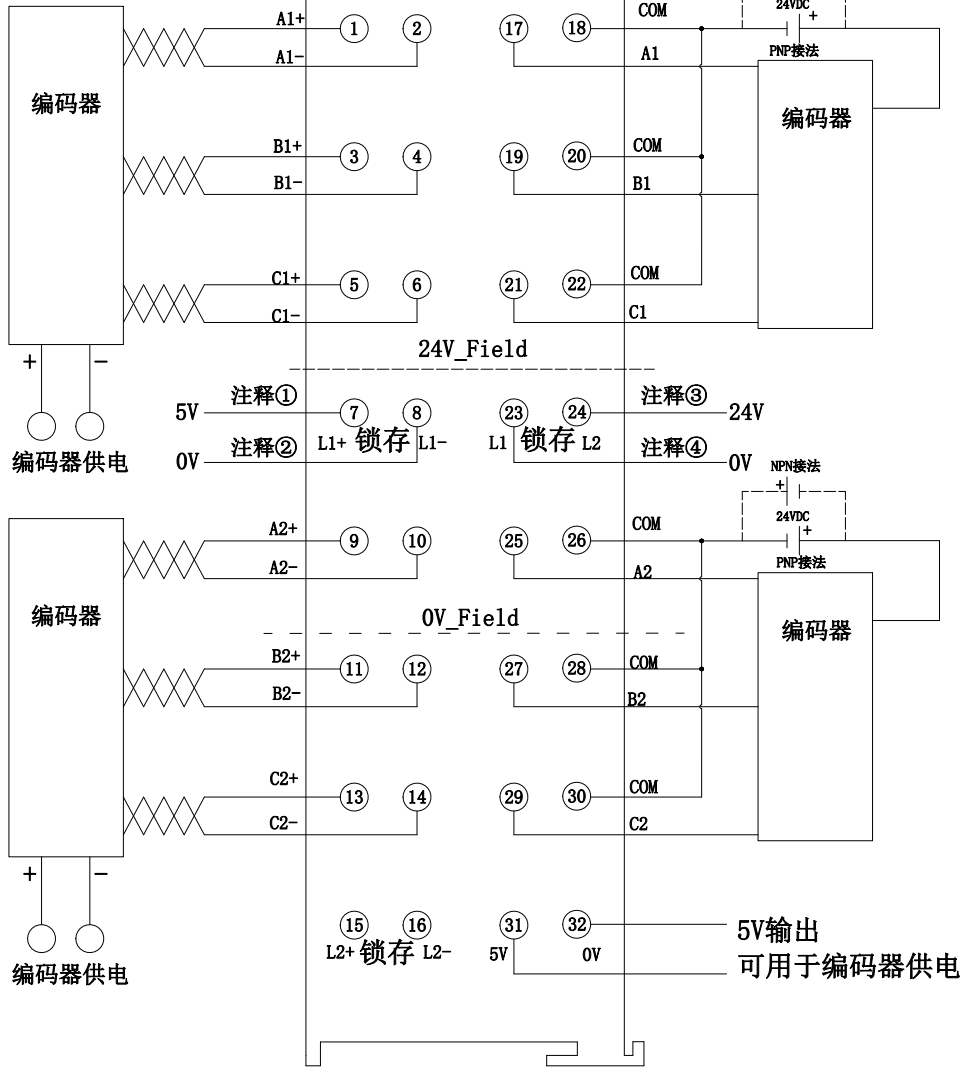 A1+ ① ② ⑰ ⑱ COM 24VDC
+
A1- A1 PNP接法
编码器 编码器
B1+ ③ ④ ⑲ ⑳ COM
B1- B1
C1+ ⑤ ⑥ ㉑ ㉒ COM
C1- C1
24V_Field
+ -
注释① 注释③
5V ⑦ ⑧ ㉓ ㉔ 24V
L1+ 锁存 L1- L1 锁存 L2
注释② 注释④
0V 0V
编码器供电
NPN接法
+
24VDC
+
A2+ ⑨ ⑩ ㉕ ㉖ COM
PNP接法
A2- A2
编码器 编码器
0V_Field
B2+ ⑪ ⑫ ㉗ ㉘ COM
B2- B2
C2+ ⑬ ⑭ ㉙ ㉚ COM
C2- C2
+ -
⑮ ⑯ ㉛ ㉜ 5V输出
L2+ 锁存 L2- 5V 0V
编码器供电 可用于编码器供电